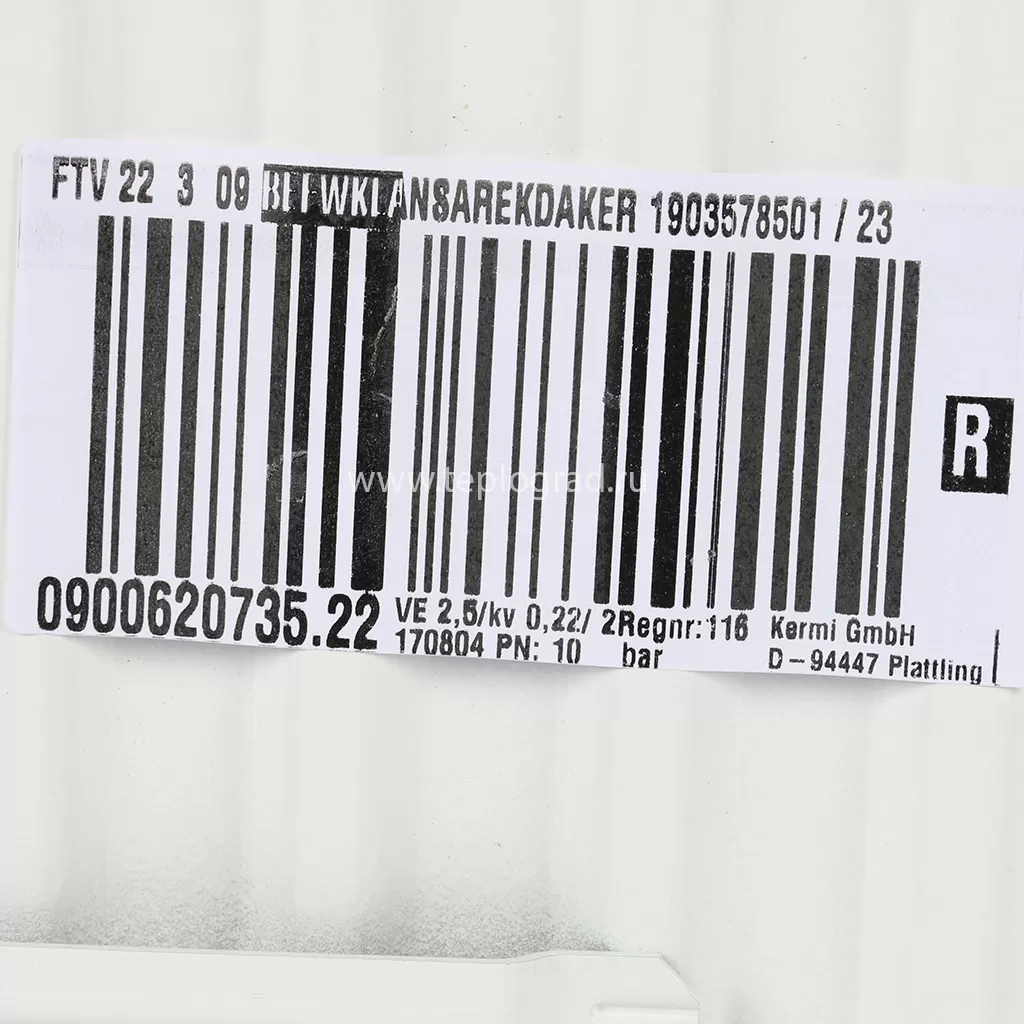 FTV 22 3 09 BEFWKLANSAREKDAKER 1903578501 / 23
R
www.teplograd.ru
0900620735.22
VE 2,5/kv 0,22/ 2Regnr:116 Kermi GmbH
170804 PN: 10 bar D-94447 Plattling